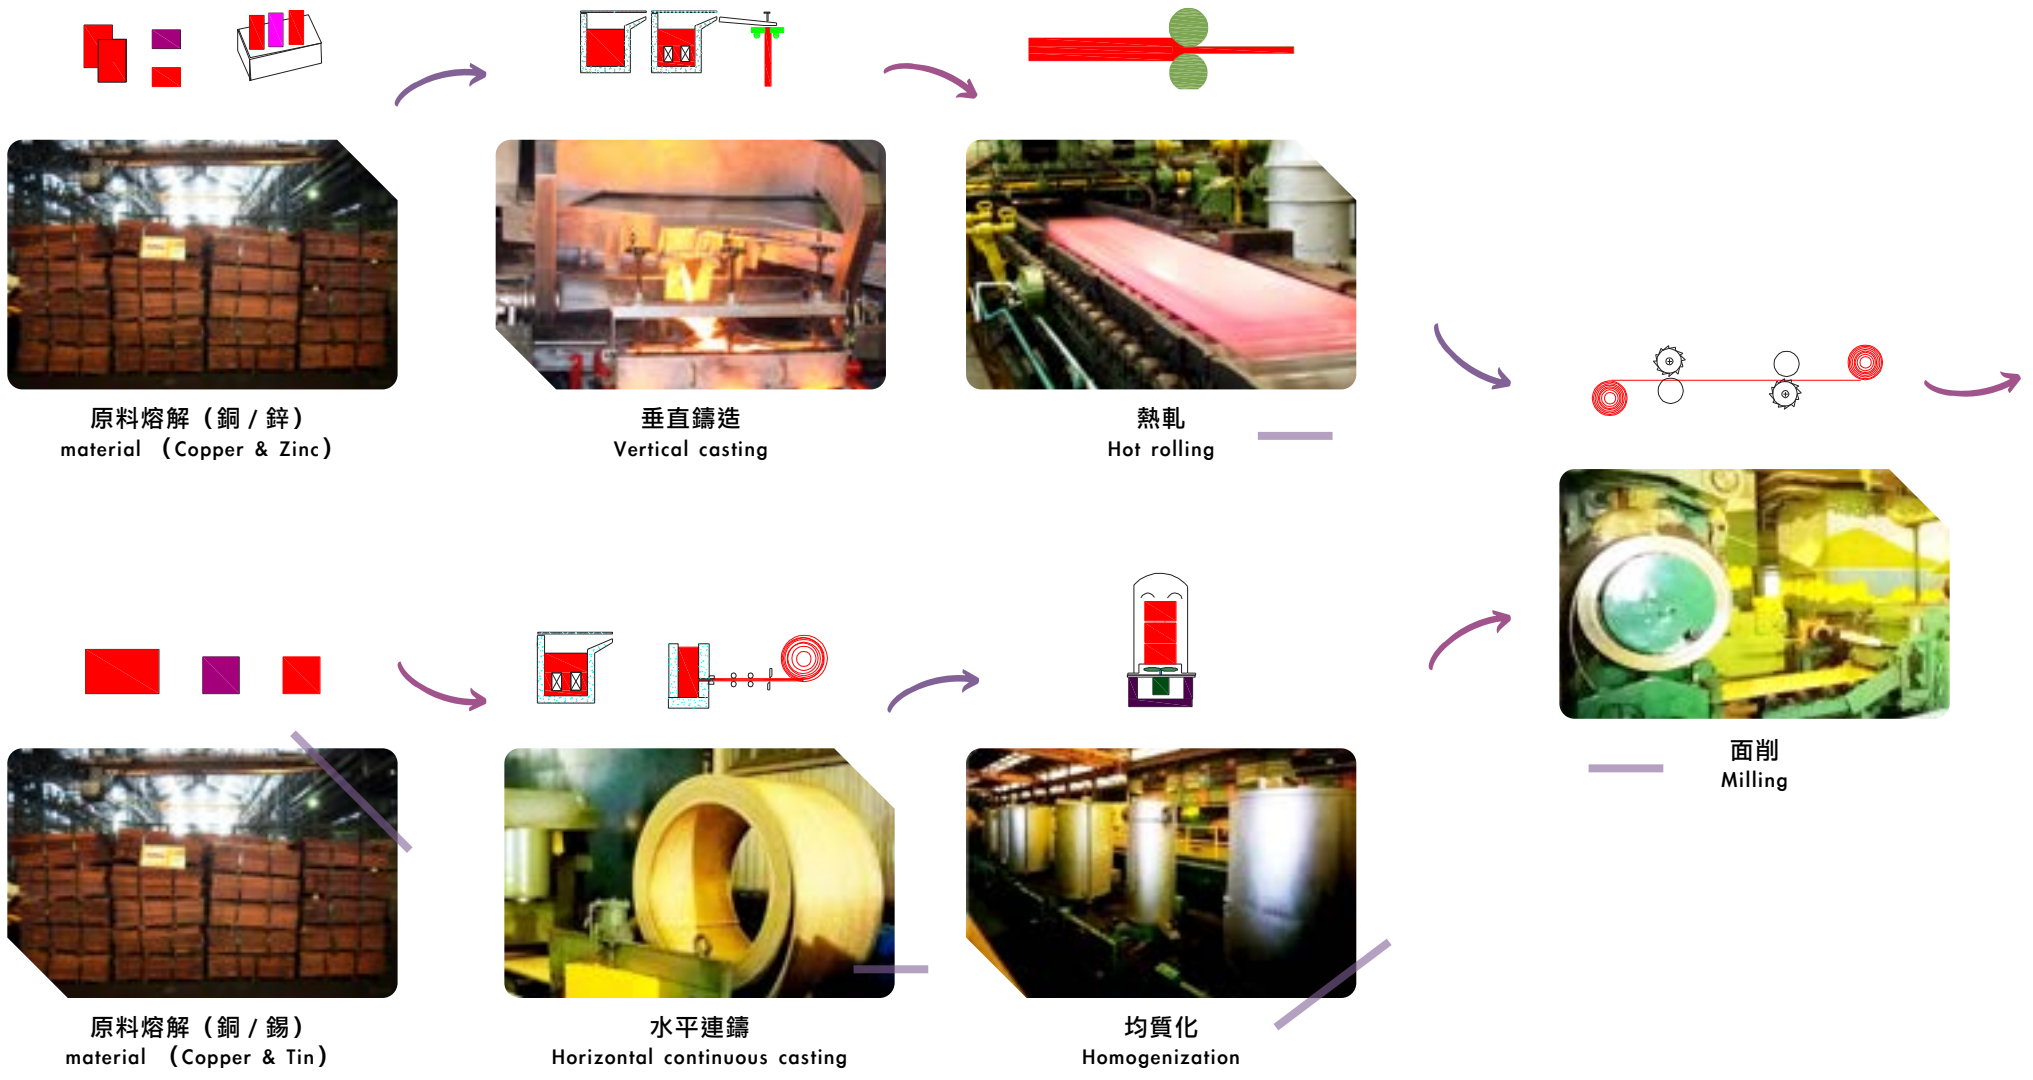 原料熔解（銅 / 鋅）
material （Copper & Zinc）
垂直鑄造
Vertical casting
熱軋
Hot rolling
面削
Milling
原料熔解（銅 / 錫）
material （Copper & Tin）
水平連鑄
Horizontal continuous casting
均質化
Homogenization